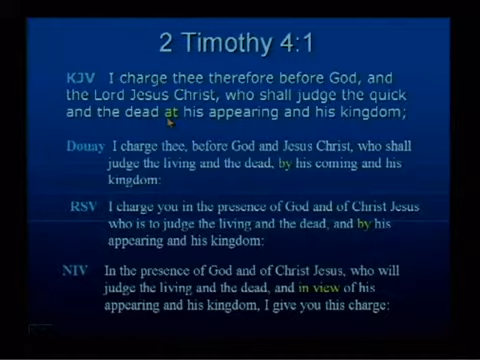 2 Timothy 4:1
KJV I charge thee therefore before God, and
the Lord Jesus Christ, who shall judge the quick
and the dead at his appearing and his kingdom;
Douay I charge thee, before God and Jesus Christ, who shall
judge the living and the dead, by his coming and his
kingdom:
RSV I charge you in the presence of God and of Christ Jesus
who is to judge the living and the dead, and by his
appearing and his kingdom:
NIV In the presence of God and of Christ Jesus, who will
judge the living and the dead, and in view of his
appearing and his kingdom, I give you this charge: